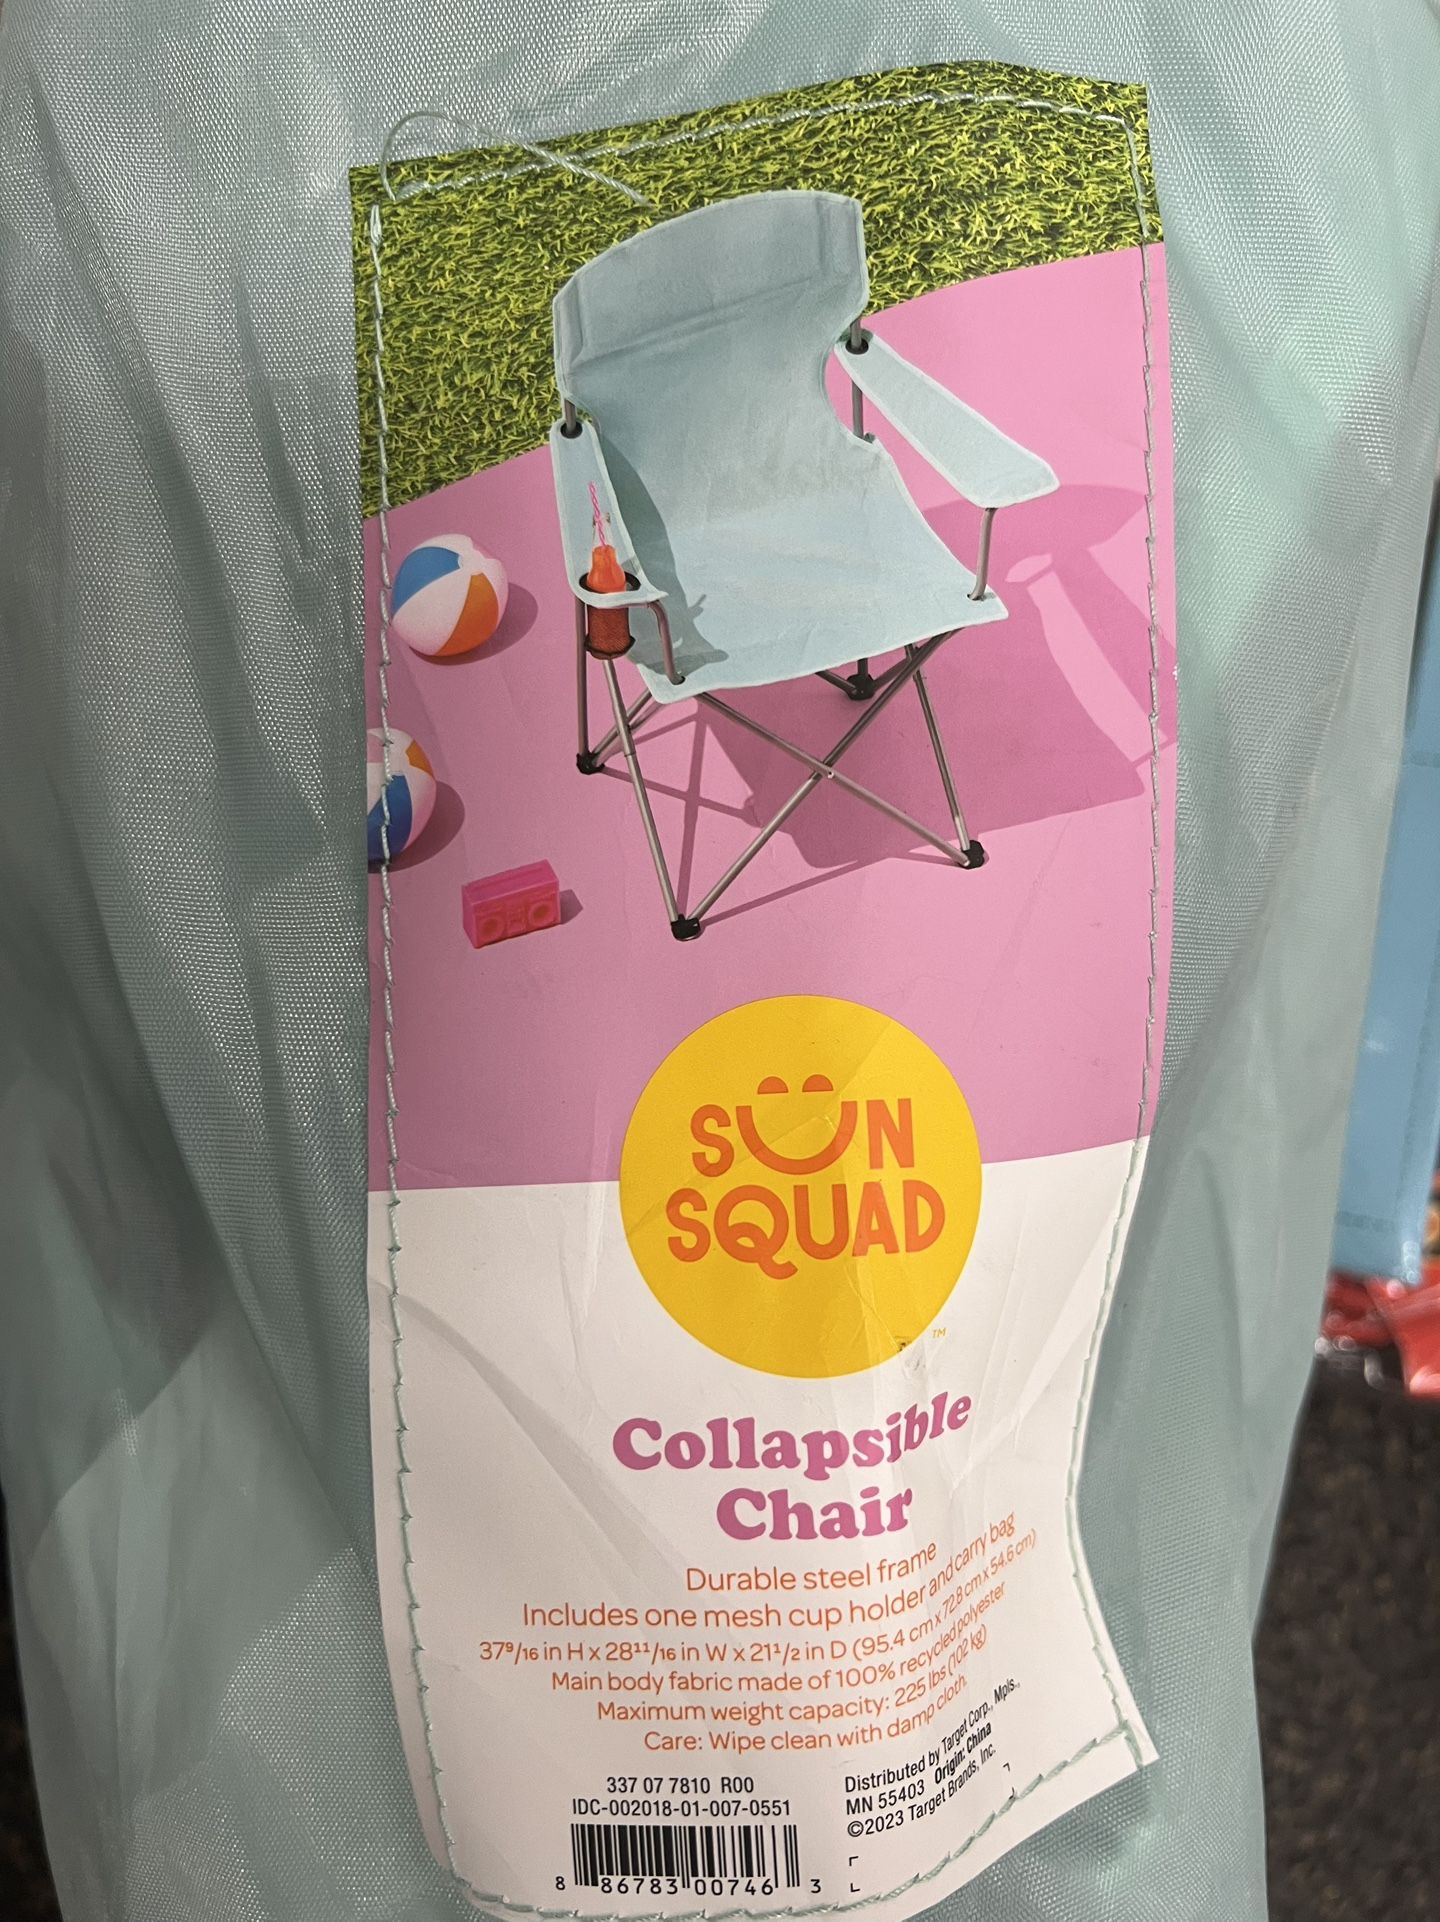 SUN
SQUAD
TM
Collapsible
Chair
Durable steel frame
Includes one mesh cup holder and carry bag
37⁹/₁₆ in H x 28¹¹/₁₆ in W x 21¹/₂ in D (95.4 cm x 72.8 cm x 54.6 cm)
Main body fabric made of 100% recycled polyester
Maximum weight capacity: 225 lbs (102 kg)
Care: Wipe clean with damp cloth.
337 07 7810 R00
IDC-002018-01-007-0551
8 86783 00746 3
Distributed by Target Corp., Mpls.,
MN 55403 Origin: China
©2023 Target Brands, Inc.